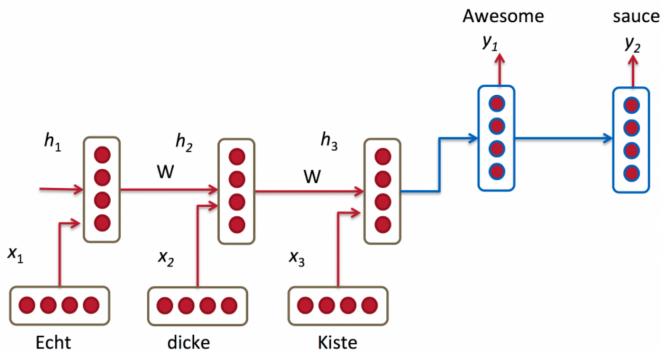 Awesome sauce
y1 y2
h1 h2 h3
W W
x1 x2 x3
Echt dicke Kiste